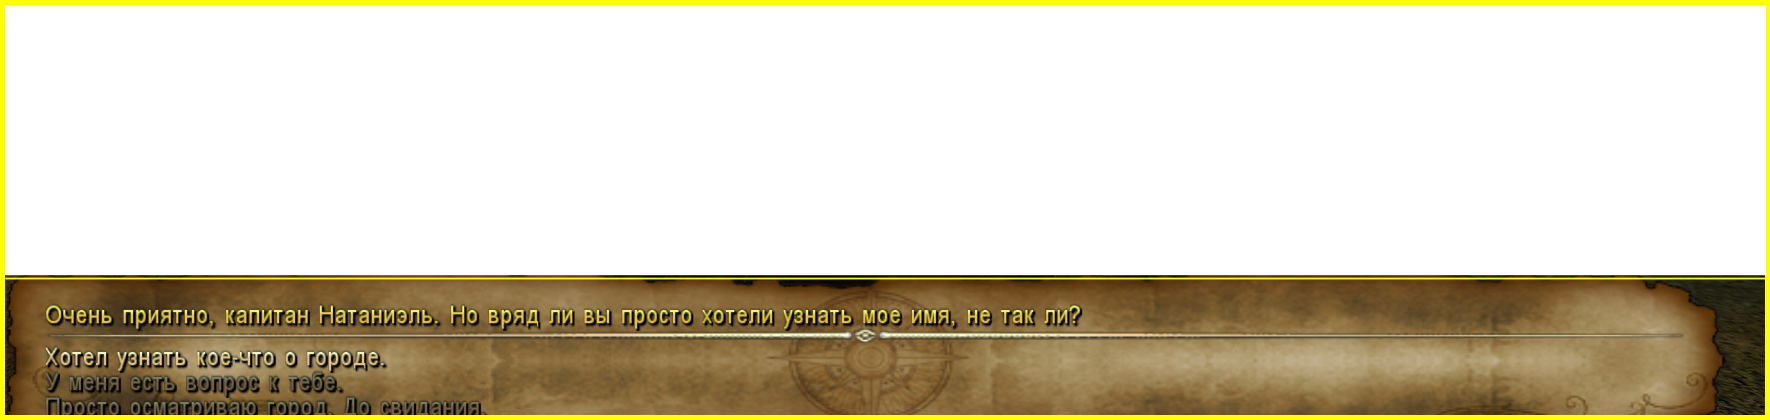 Очень приятно, капитан Натаниэль. Но вряд ли вы просто хотели узнать мое имя, не так ли?
Хотел узнать кое-что о городе.
У меня есть вопрос к тебе.
Просто осматриваю город. До свидания.